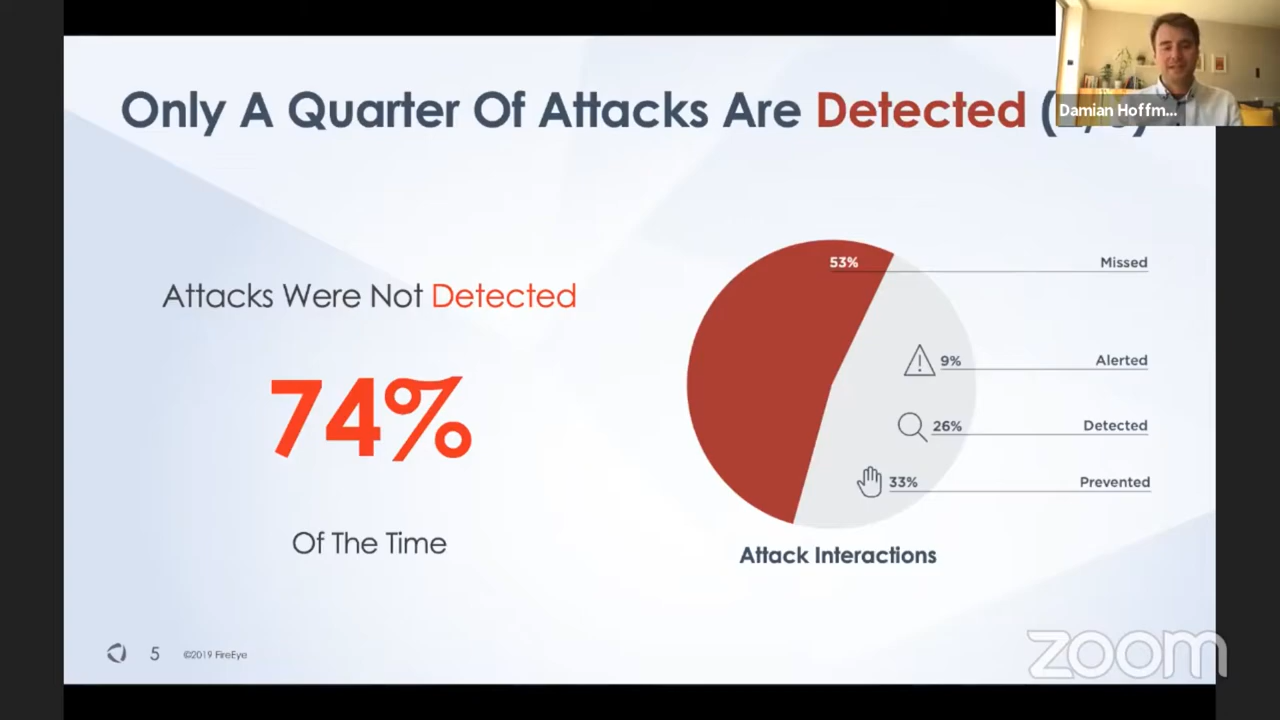 Only A Quarter Of Attacks Are Detected (
Damian Hoffm...
Attacks Were Not Detected
74%
Of The Time
53% Missed
9% Alerted
26% Detected
33% Prevented
Attack Interactions
5 ©2019 FireEye
zoom